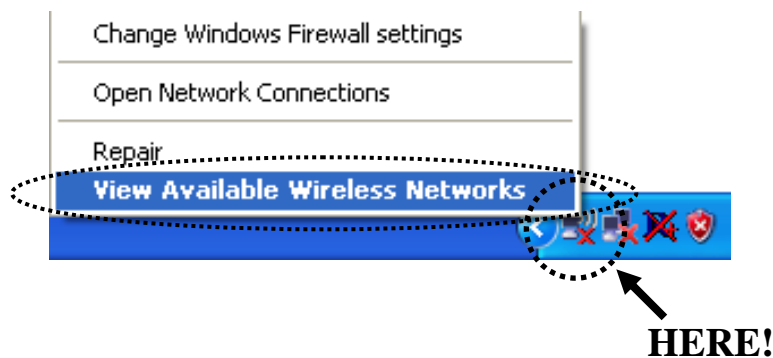 Change Windows Firewall settings
Open Network Connections
Repair
View Available Wireless Networks
HERE!